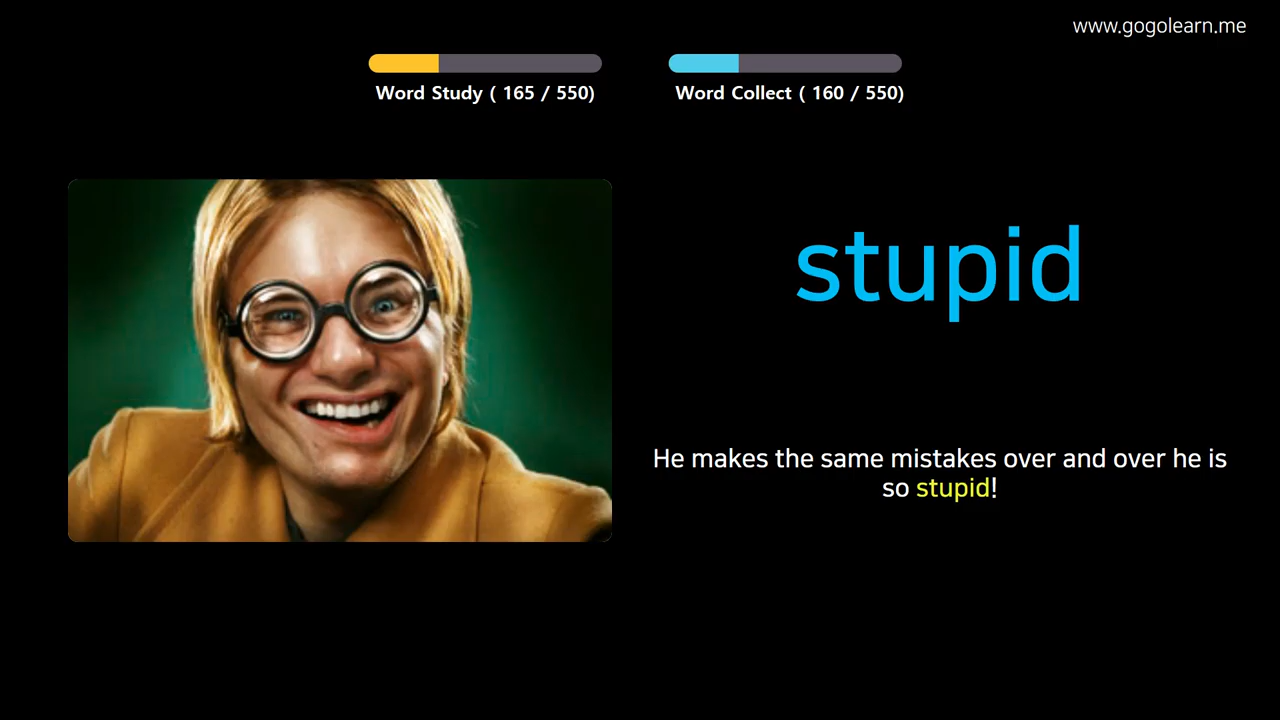 www.gogolearn.me
Word Study ( 165 / 550)
Word Collect ( 160 / 550)
stupid
He makes the same mistakes over and over he is
so stupid!